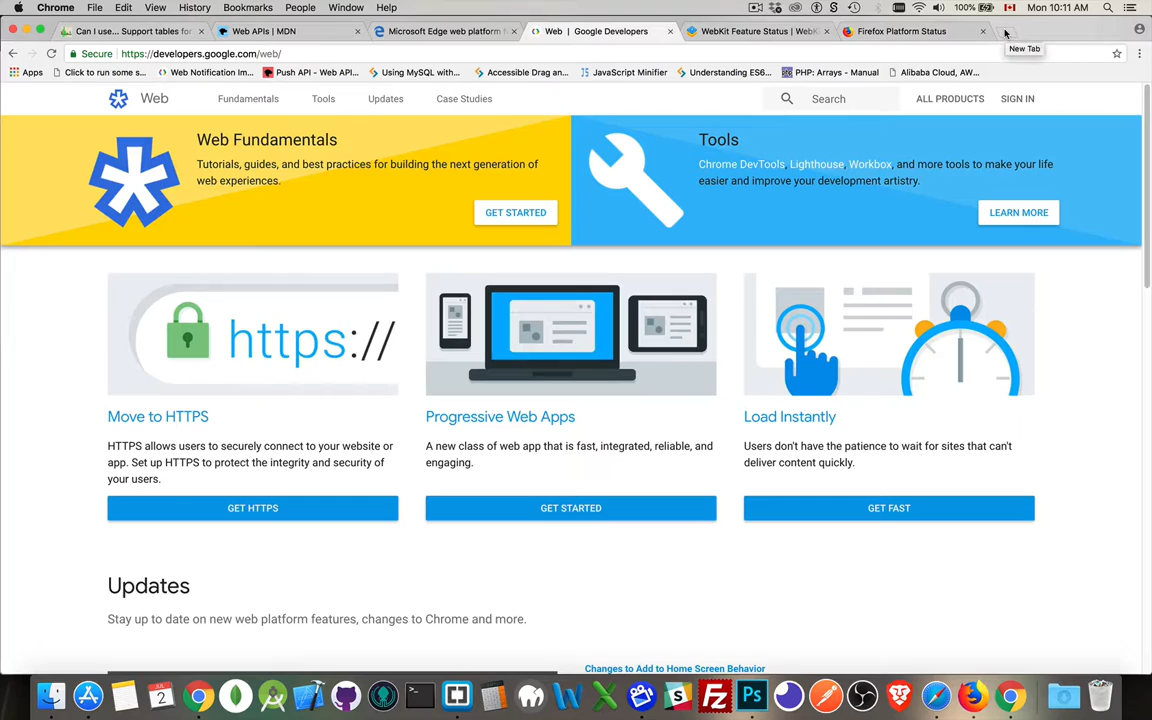 Chrome File Edit View History Bookmarks People Window Help
100% Mon 10:11 AM
Can I use... Support tables for
Web APIs | MDN
Microsoft Edge web platform f
Web | Google Developers
WebKit Feature Status | WebK
Firefox Platform Status
Secure https://developers.google.com/web/
New Tab
Apps Click to run some s... Web Notification Im... Push API - Web API... Using MySQL with... Accessible Drag an... JavaScript Minifier Understanding ES6... PHP: Arrays - Manual Alibaba Cloud, AW...
Web Fundamentals Tools Updates Case Studies Search ALL PRODUCTS SIGN IN
Web Fundamentals
Tutorials, guides, and best practices for building the next generation of
web experiences.
GET STARTED
Tools
Chrome DevTools, Lighthouse, Workbox, and more tools to make your life
easier and improve your development artistry.
LEARN MORE
https://
Move to HTTPS
HTTPS allows users to securely connect to your website or
app. Set up HTTPS to protect the integrity and security of
your users.
GET HTTPS
Progressive Web Apps
A new class of web app that is fast, integrated, reliable, and
engaging.
GET STARTED
Load Instantly
Users don't have the patience to wait for sites that can't
deliver content quickly.
GET FAST
Updates
Stay up to date on new web platform features, changes to Chrome and more.
Changes to Add to Home Screen Behavior
JUL
2
Ps